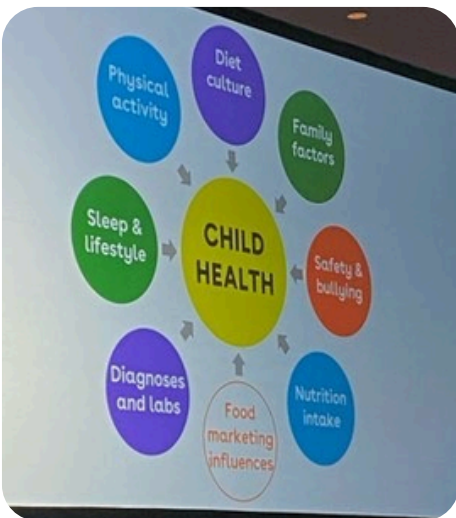 Diet
culture
Physical
activity
Family
factors
Sleep &
lifestyle
CHILD
HEALTH
Safety &
bullying
Diagnoses
and labs
Nutrition
intake
Food
marketing
influences